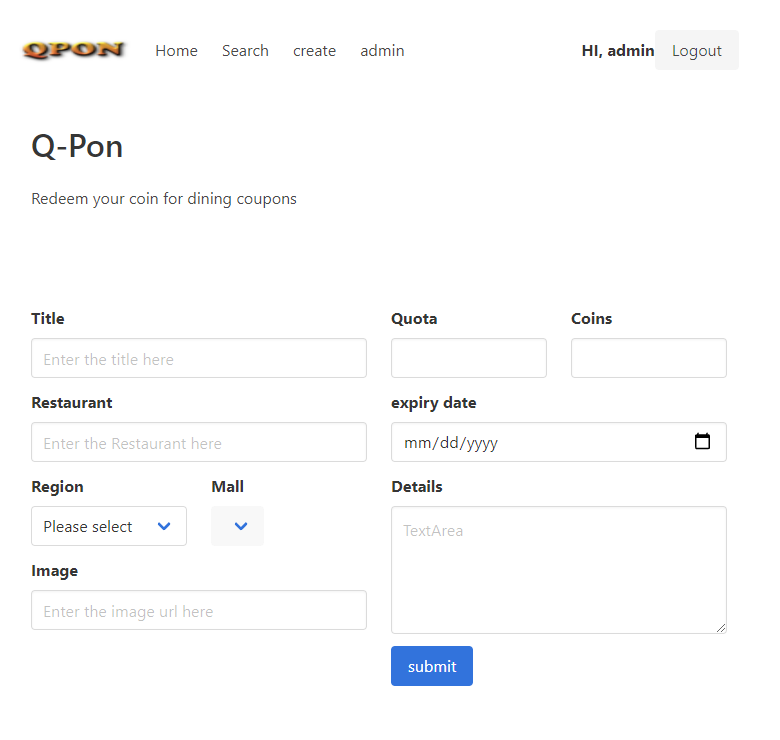 QPON Home Search create admin HI, admin Logout
Q-Pon
Redeem your coin for dining coupons
Title
Enter the title here
Restaurant
Enter the Restaurant here
Region Mall
Please select
Image
Enter the image url here
Quota Coins
expiry date
mm/dd/yyyy
Details
TextArea
submit